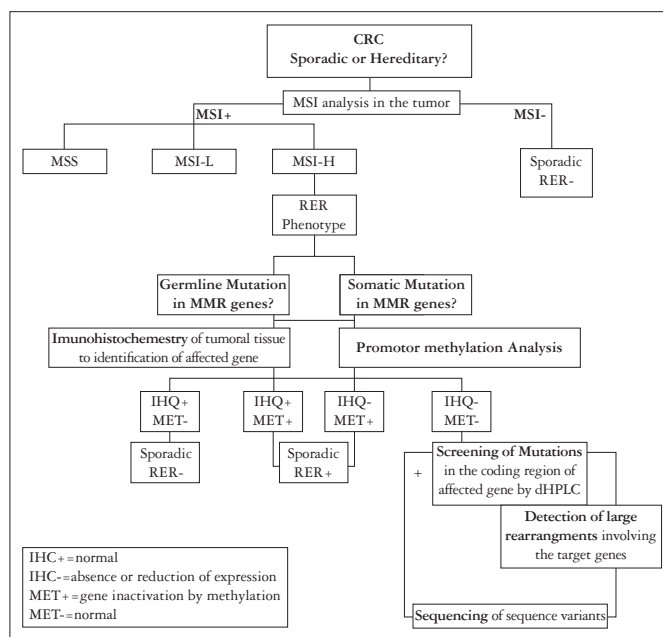 CRC
Sporadic or Hereditary?
MSI analysis in the tumor
MSI+
MSI-
MSS
MSI-L
MSI-H
Sporadic
RER-
RER
Phenotype
Germline Mutation
in MMR genes?
Somatic Mutation
in MMR genes?
Imunohistochemestry of tumoral tissue
to identification of affected gene
Promotor methylation Analysis
IHQ+
MET-
IHQ+
MET+
IHQ-
MET+
IHQ-
MET-
Sporadic
RER-
Sporadic
RER+
+
Screening of Mutations
in the coding region of
affected gene by dHPLC
Detection of large
rearrangments involving
the target genes
IHC+=normal
IHC-=absence or reduction of expression
MET+=gene inactivation by methylation
MET-=normal
+
Sequencing of sequence variants